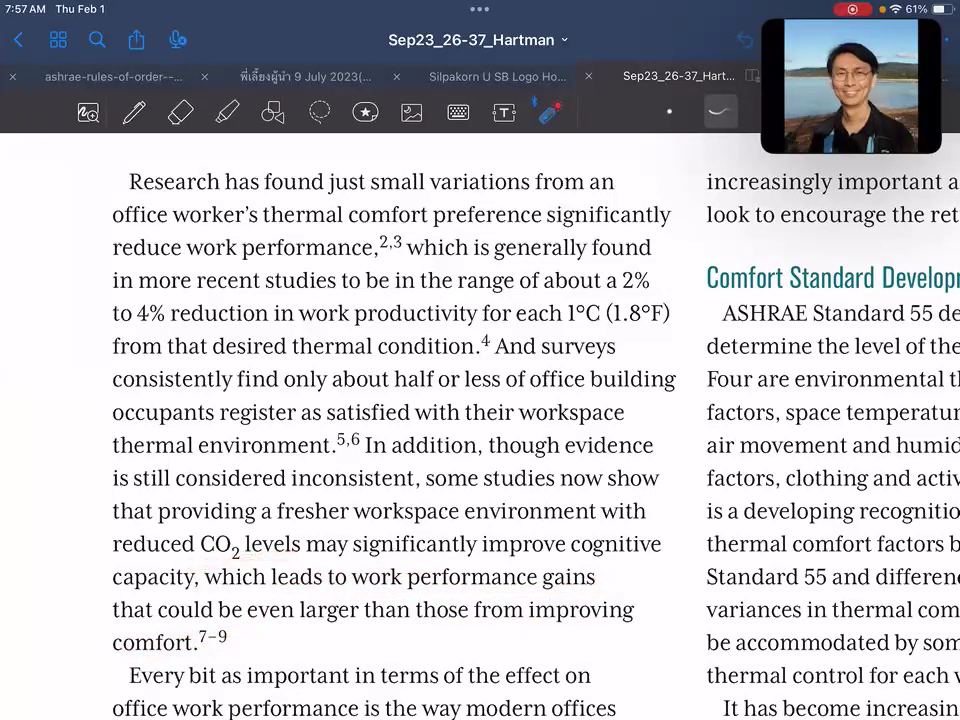 7:57 AM Thu Feb 1
61%
Sep23_26-37_Hartman
ashrae-rules-of-order--...
พี่เลี้ยงผู้นำ 9 July 2023(...
Silpakorn U SB Logo Ho...
Sep23_26-37_Hart...
Research has found just small variations from an
office worker's thermal comfort preference significantly
reduce work performance,2,3 which is generally found
in more recent studies to be in the range of about a 2%
to 4% reduction in work productivity for each 1°C (1.8°F)
from that desired thermal condition.4 And surveys
consistently find only about half or less of office building
occupants register as satisfied with their workspace
thermal environment.5,6 In addition, though evidence
is still considered inconsistent, some studies now show
that providing a fresher workspace environment with
reduced CO2 levels may significantly improve cognitive
capacity, which leads to work performance gains
that could be even larger than those from improving
comfort.7–9
Every bit as important in terms of the effect on
office work performance is the way modern offices
increasingly important a
look to encourage the ret
Comfort Standard Develop
ASHRAE Standard 55 de
determine the level of the
Four are environmental th
factors, space temperatur
air movement and humid
factors, clothing and activ
is a developing recognitio
thermal comfort factors b
Standard 55 and differenc
variances in thermal com
be accommodated by som
thermal control for each v
It has become increasin